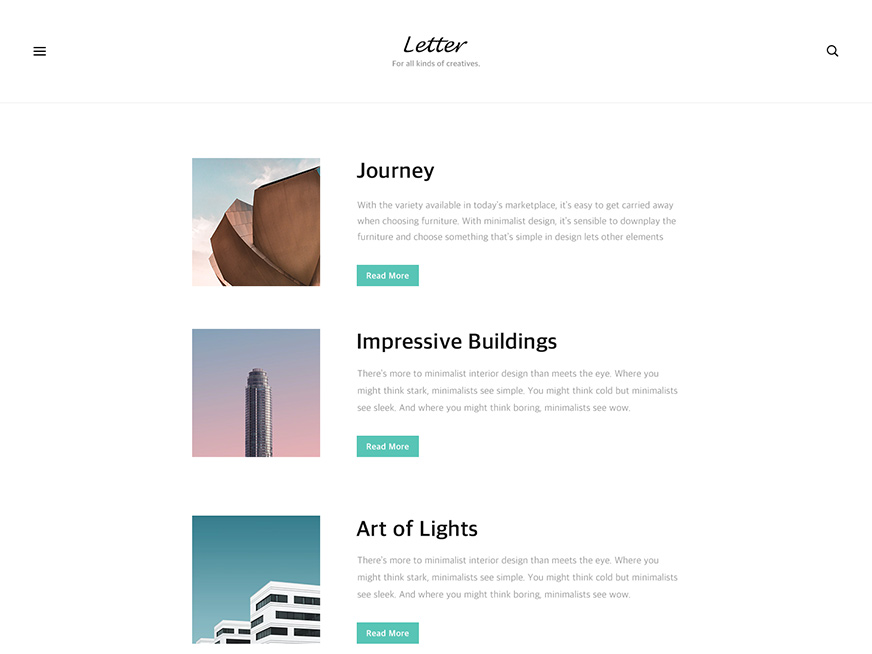 Letter
For all kinds of creatives.
Journey
With the variety available in today's marketplace, it's easy to get carried away
when choosing furniture. With minimalist design, it's sensible to downplay the
furniture and choose something that's simple in design lets other elements
Read More
Impressive Buildings
There's more to minimalist interior design than meets the eye. Where you
might think stark, minimalists see simple. You might think cold but minimalists
see sleek. And where you might think boring, minimalists see wow.
Read More
Art of Lights
There's more to minimalist interior design than meets the eye. Where you
might think stark, minimalists see simple. You might think cold but minimalists
see sleek. And where you might think boring, minimalists see wow.
Read More